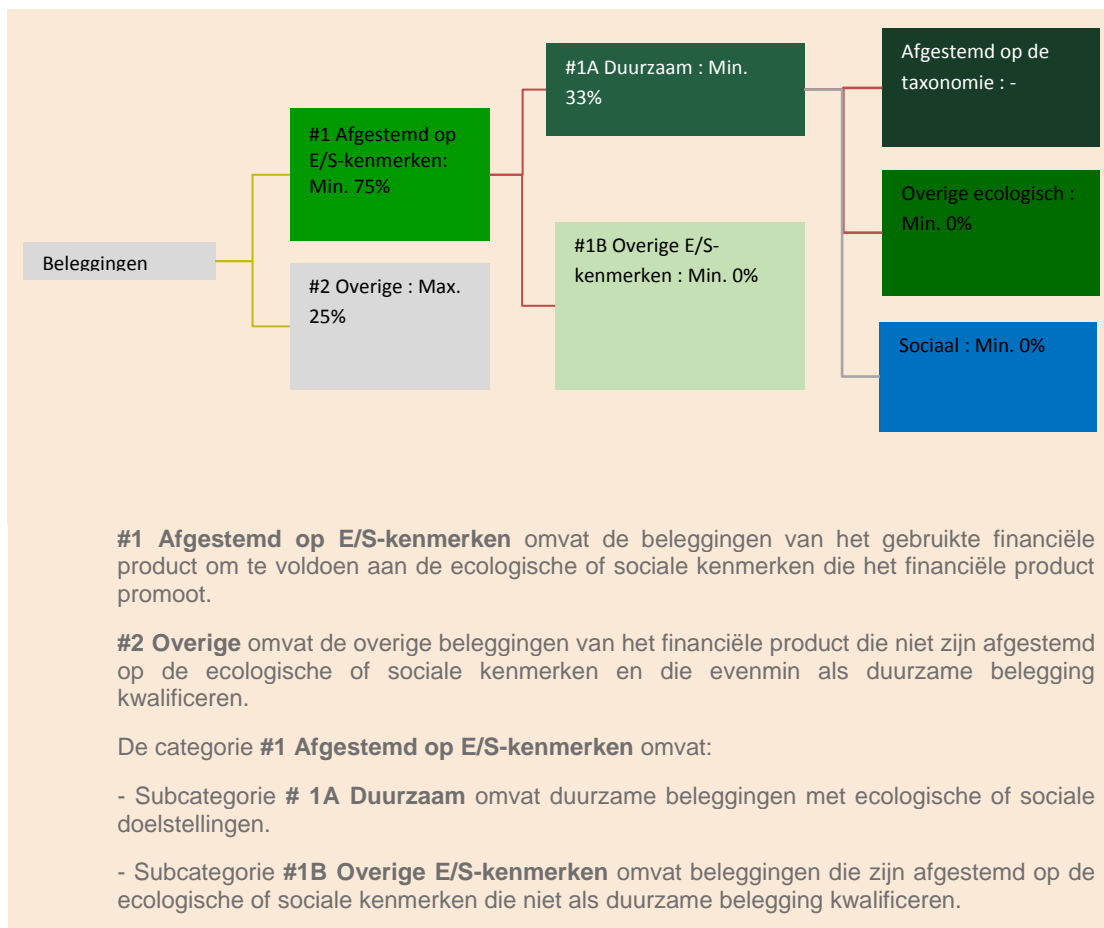 Beleggingen
#1 Afgestemd op
E/S-kenmerken:
Min. 75%
#2 Overige : Max.
25%
#1A Duurzaam : Min.
33%
#1B Overige E/S-
kenmerken : Min. 0%
Afgestemd op de
taxonomie : -
Overige ecologisch :
Min. 0%
Sociaal : Min. 0%
#1 Afgestemd op E/S-kenmerken omvat de beleggingen van het gebruikte financiële
product om te voldoen aan de ecologische of sociale kenmerken die het financiële product
promoot.
#2 Overige omvat de overige beleggingen van het financiële product die niet zijn afgestemd
op de ecologische of sociale kenmerken en die evenmin als duurzame belegging
kwalificeren.
De categorie #1 Afgestemd op E/S-kenmerken omvat:
- Subcategorie # 1A Duurzaam omvat duurzame beleggingen met ecologische of sociale
doelstellingen.
- Subcategorie #1B Overige E/S-kenmerken omvat beleggingen die zijn afgestemd op de
ecologische of sociale kenmerken die niet als duurzame belegging kwalificeren.